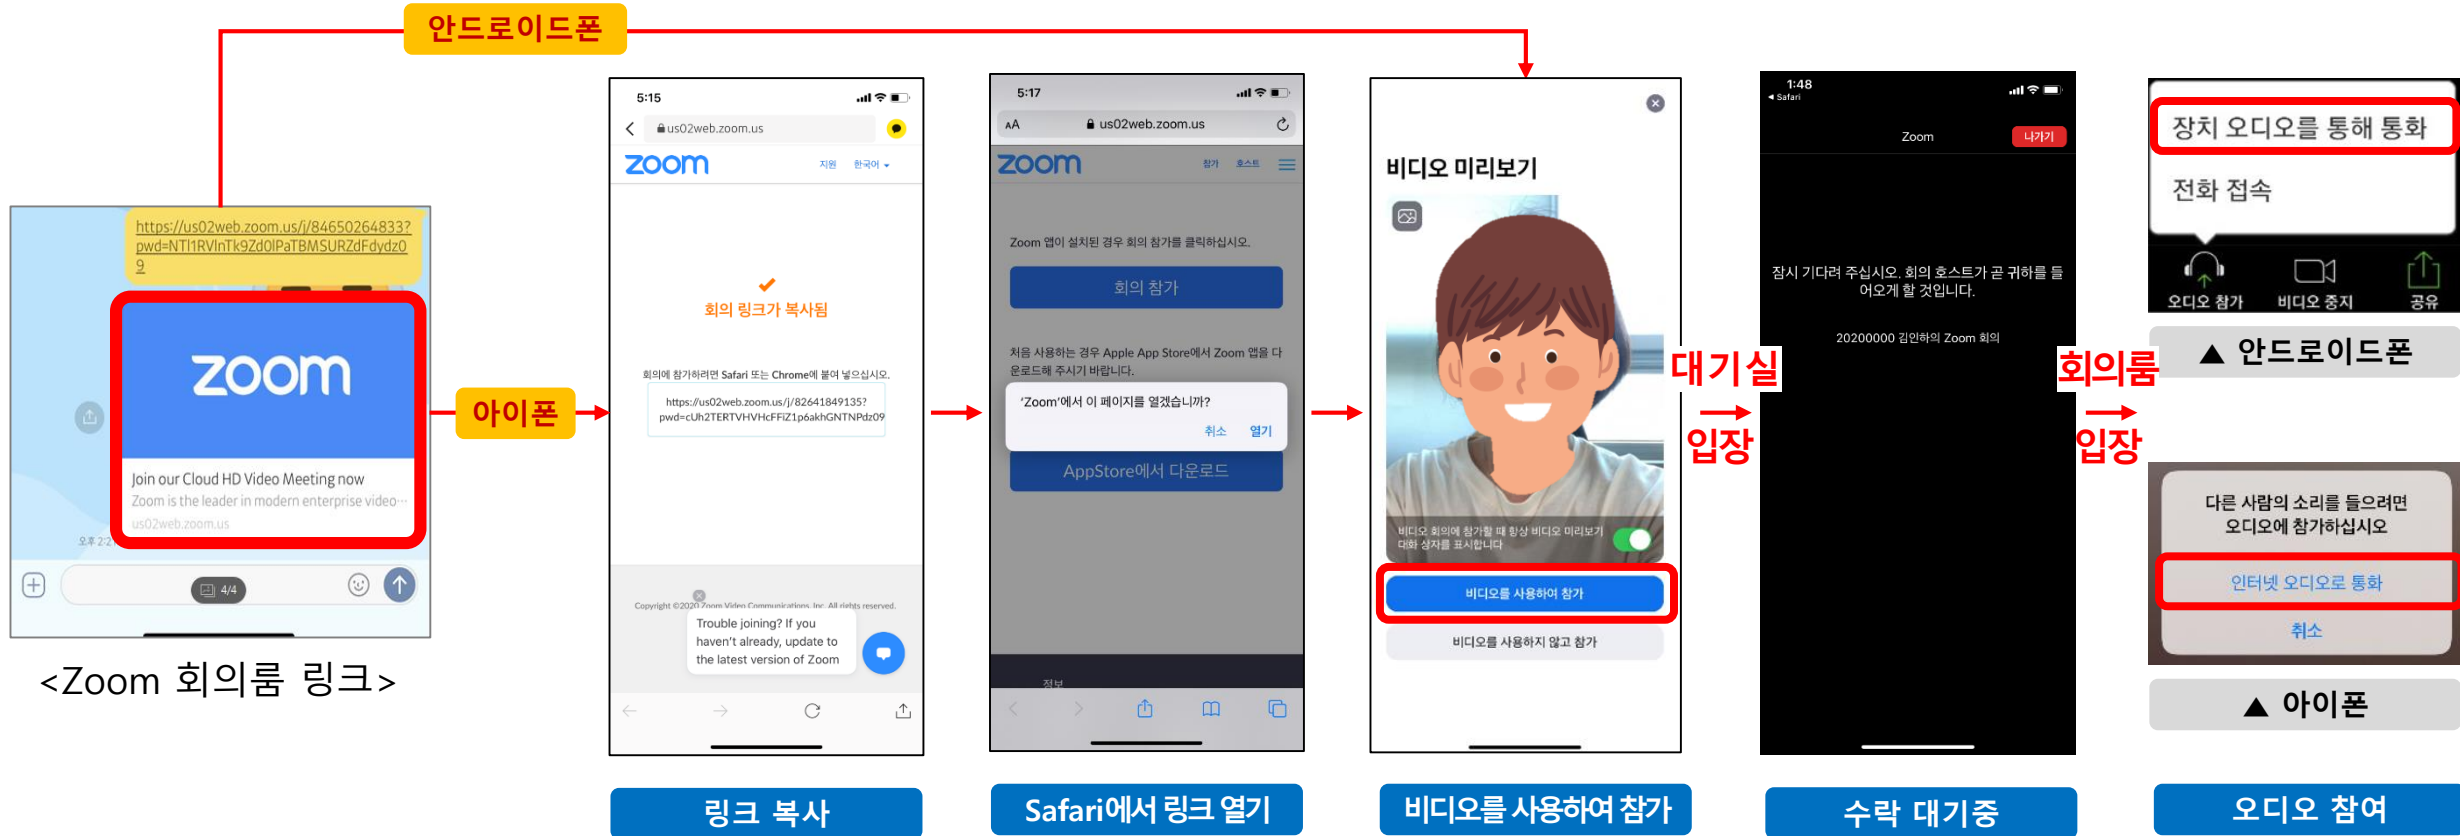 안드로이드폰
https://us02web.zoom.us/j/84650264833?
pwd=NTl1RVlnTk9Zd0lPaTBMSURZdFdydz0
9
zoom
Join our Cloud HD Video Meeting now
Zoom is the leader in modern enterprise video···
us02web.zoom.us
오후 2:2
4/4
<Zoom 회의룸 링크>
아이폰
5:15
us02web.zoom.us
zoom
지원 한국어
회의 링크가 복사됨
회의에 참가하려면 Safari 또는 Chrome에 붙여 넣으십시오.
https://us02web.zoom.us/j/82641849135?
pwd=cUh2TERTVHVHcFFiZ1p6akhGNTNPdz09
Copyright ©2020 Zoom Video Communications, Inc. All rights reserved.
Trouble joining? If you
haven't already, update to
the latest version of Zoom
링크 복사
5:17
AA us02web.zoom.us
zoom
참가 호스트
Zoom 앱이 설치된 경우 회의 참가를 클릭하십시오.
회의 참가
처음 사용하는 경우 Apple App Store에서 Zoom 앱을 다
운로드해 주시기 바랍니다.
'Zoom'에서 이 페이지를 열겠습니까?
취소 열기
AppStore에서 다운로드
정보
Safari에서 링크 열기
비디오 미리보기
비디오 회의에 참가할 때 항상 비디오 미리보기
대화 상자를 표시합니다
비디오를 사용하여 참가
비디오를 사용하지 않고 참가
비디오를 사용하여 참가
대기실
입장
1:48
◂ Safari
Zoom
나가기
잠시 기다려 주십시오. 회의 호스트가 곧 귀하를 들
어오게 할 것입니다.
20200000 김인하의 Zoom 회의
수락 대기중
회의룸
입장
장치 오디오를 통해 통화
전화 접속
오디오 참가 비디오 중지 공유
▲ 안드로이드폰
다른 사람의 소리를 들으려면
오디오에 참가하십시오
인터넷 오디오로 통화
취소
▲ 아이폰
오디오 참여